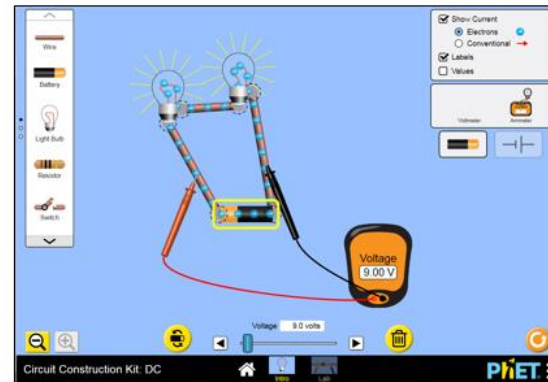 Wire
Battery
Light Bulb
Resistor
Switch
Show Current
Electrons
Conventional
Labels
Values
Voltmeter
Ammeter
Voltage
9.00 V
Voltage
9.0 volts
Circuit Construction Kit: DC
Intro
Lab
PhET